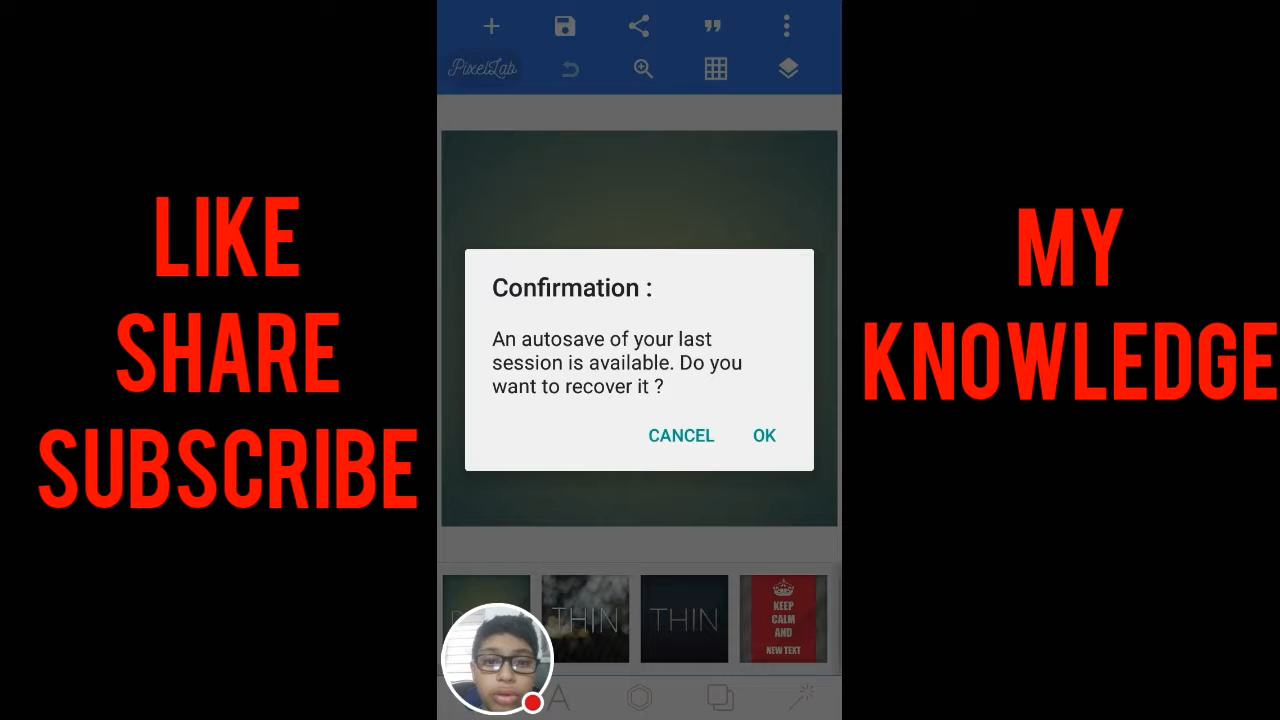 LIKE
SHARE
SUBSCRIBE
PixelLab
Confirmation :
An autosave of your last
session is available. Do you
want to recover it ?
CANCEL OK
THIN
THIN
KEEP
CALM
AND
NEW TEXT
A
MY
KNOWLEDGE